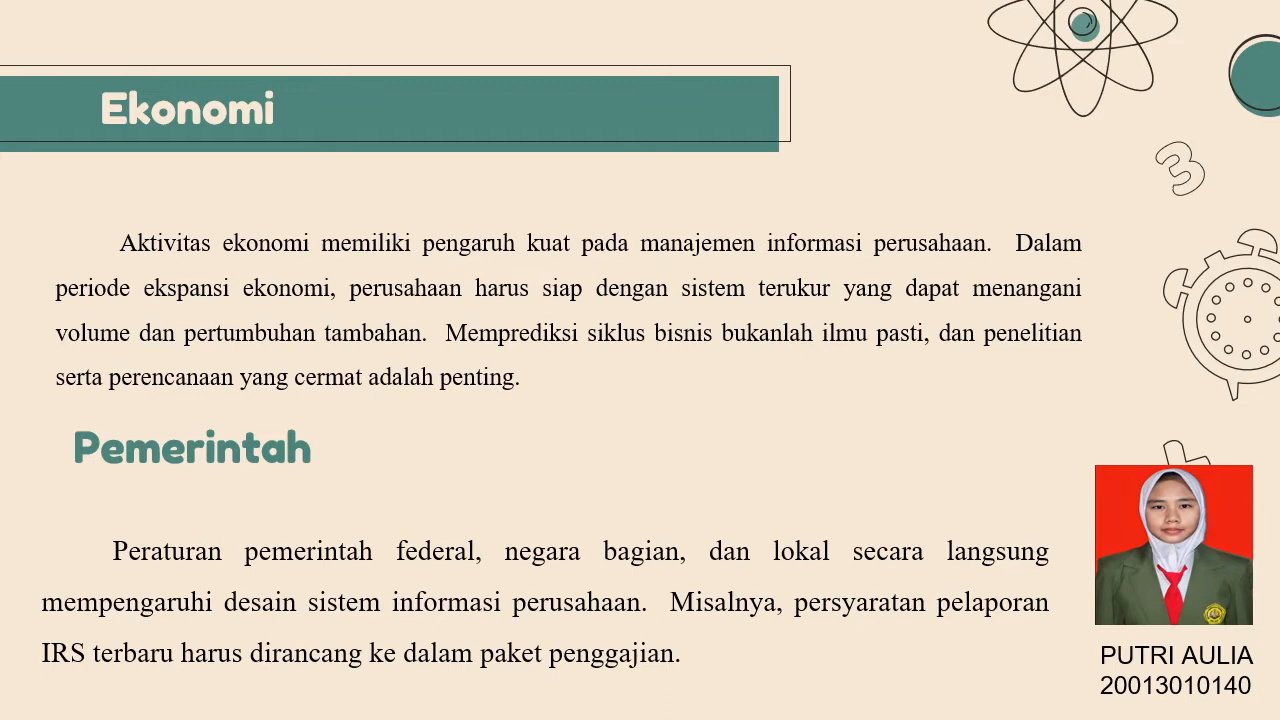 Ekonomi
3
Aktivitas ekonomi memiliki pengaruh kuat pada manajemen informasi perusahaan.  Dalam
periode ekspansi ekonomi, perusahaan harus siap dengan sistem terukur yang dapat menangani
volume dan pertumbuhan tambahan.  Memprediksi siklus bisnis bukanlah ilmu pasti, dan penelitian
serta perencanaan yang cermat adalah penting.
Pemerintah
Peraturan pemerintah federal, negara bagian, dan lokal secara langsung
mempengaruhi desain sistem informasi perusahaan.  Misalnya, persyaratan pelaporan
IRS terbaru harus dirancang ke dalam paket penggajian.
PUTRI AULIA
20013010140